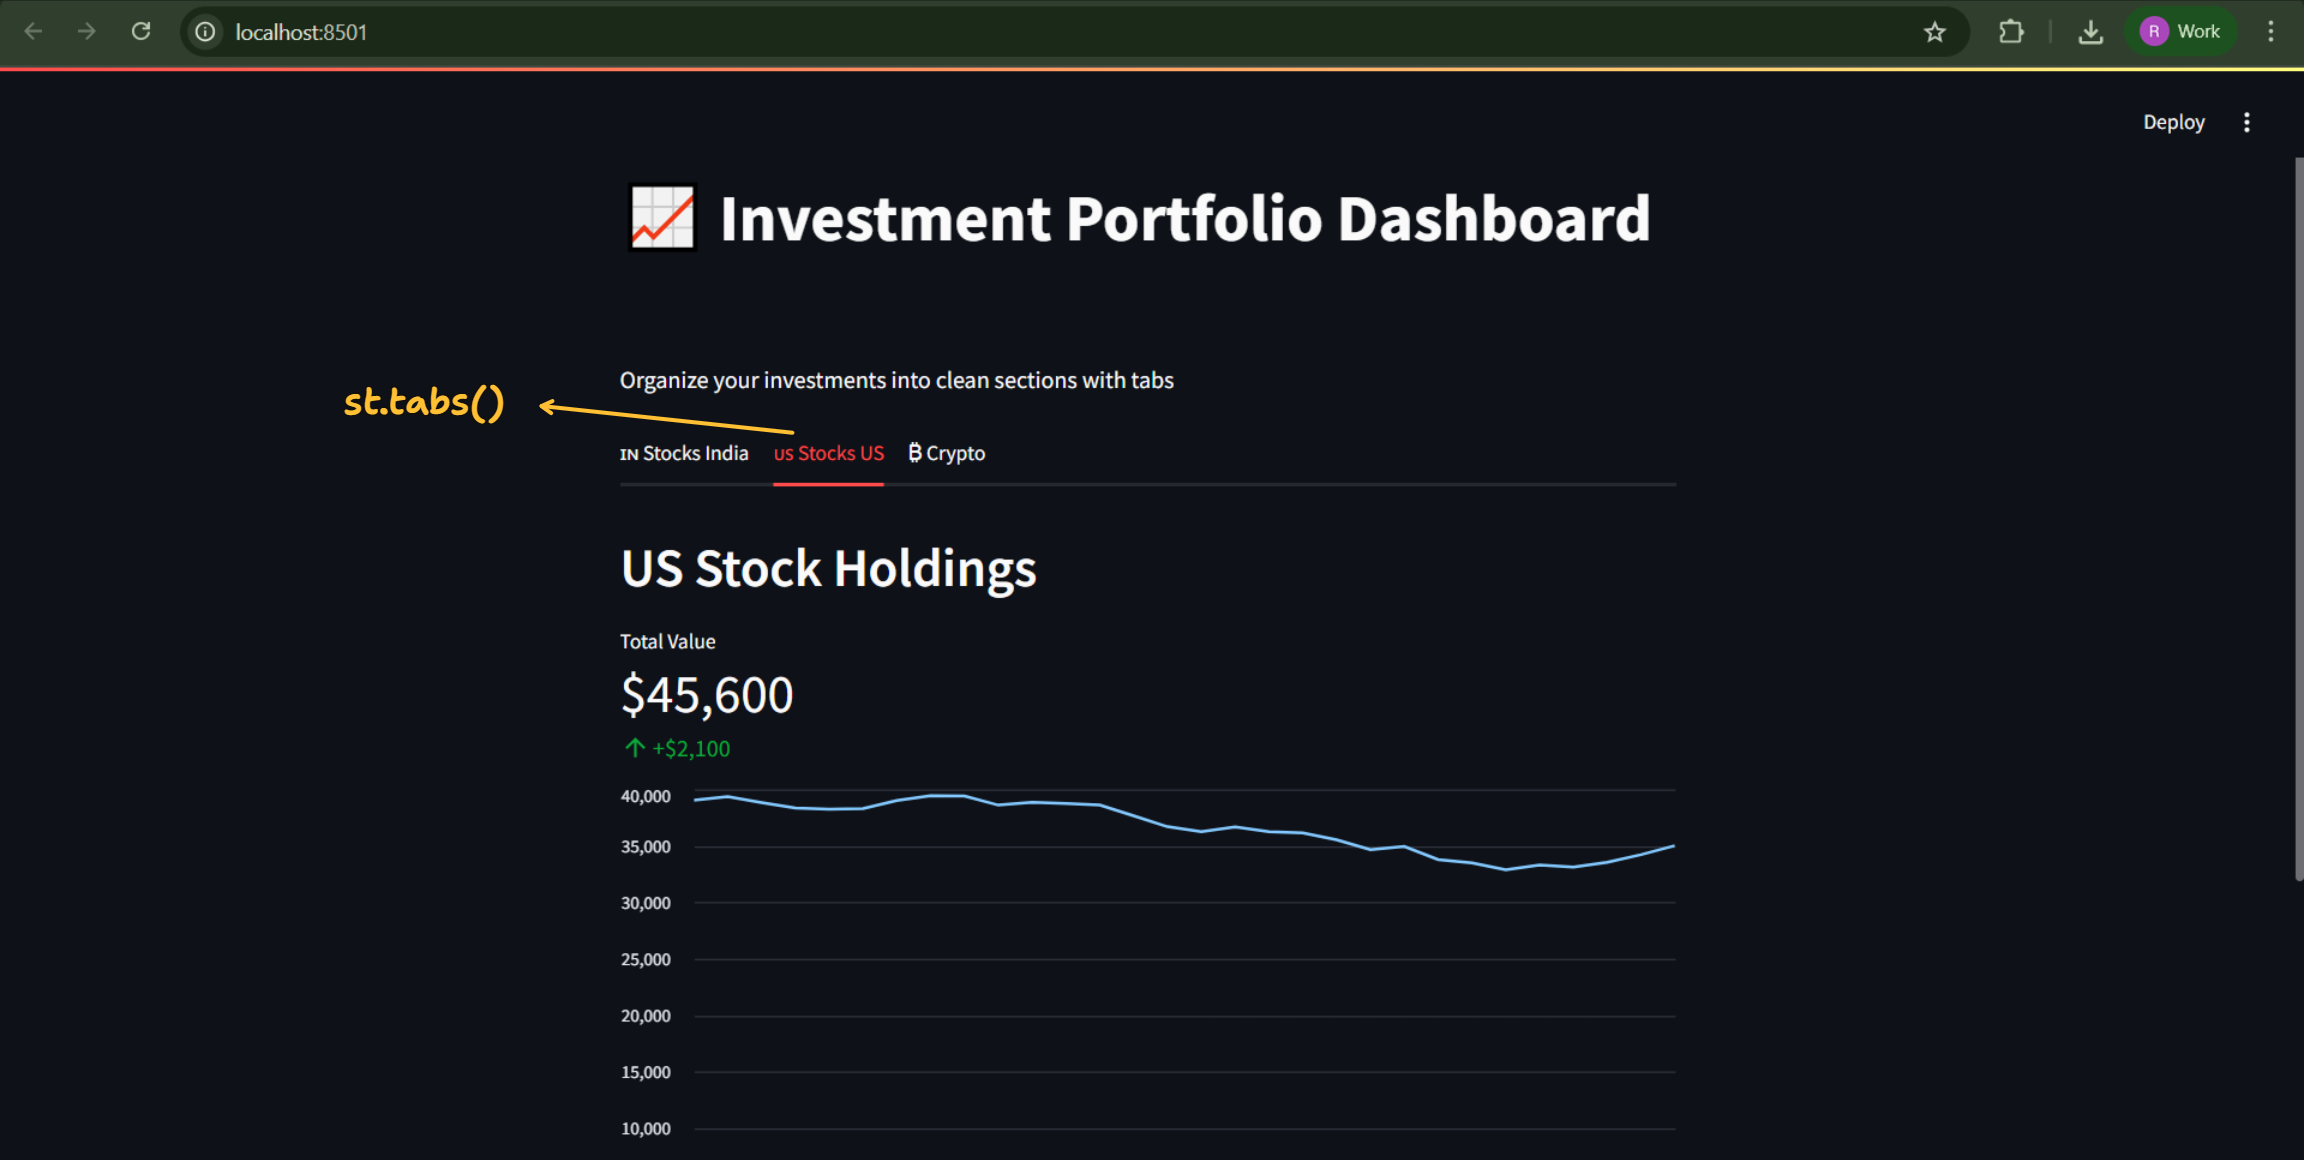 localhost:8501
R Work
Deploy
Investment Portfolio Dashboard
Organize your investments into clean sections with tabs
st.tabs()
IN Stocks India US Stocks US ₿ Crypto
US Stock Holdings
Total Value
$45,600
+$2,100
40,000
35,000
30,000
25,000
20,000
15,000
10,000